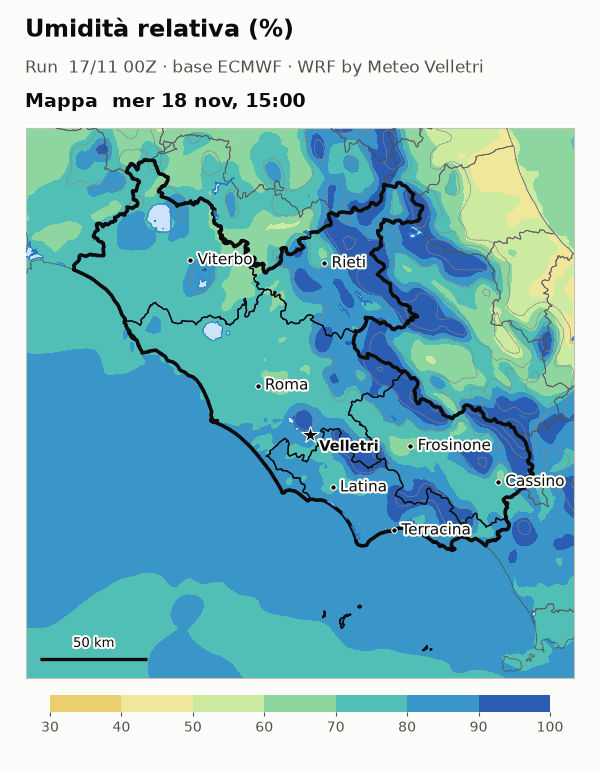 Umidità relativa (%)
Run  17/11 00Z · base ECMWF · WRF by Meteo Velletri
Mappa  mer 18 nov, 15:00
Viterbo
Rieti
Roma
Velletri
Frosinone
Cassino
Latina
Terracina
50 km
30 40 50 60 70 80 90 100